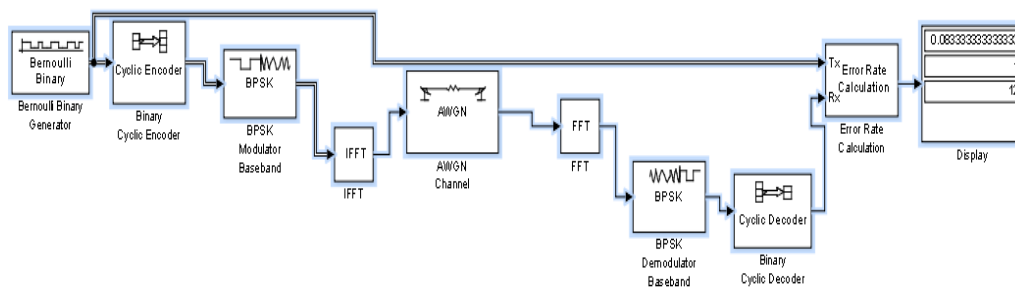 Bernoulli
Binary
Bernoulli Binary
Generator
Cyclic Encoder
Binary
Cyclic Encoder
BPSK
BPSK
Modulator
Baseband
IFFT
IFFT
AWGN
AWGN
Channel
FFT
FFT
BPSK
BPSK
Demodulator
Baseband
Cyclic Decoder
Binary
Cyclic Decoder
Tx
Rx
Error Rate
Calculation
Error Rate
Calculation
12
Display